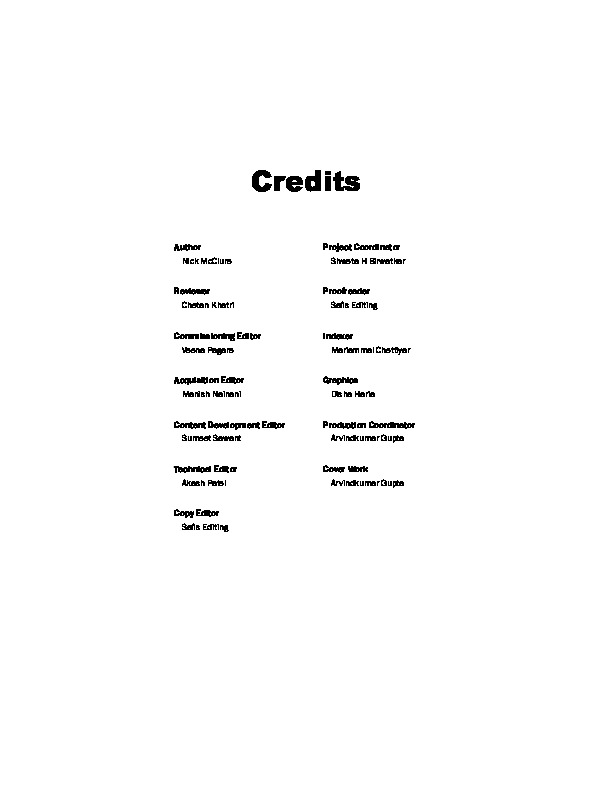 Credits
Author
Nick McClure
Reviewer
Chetan Khatri
Commissioning Editor
Veena Pagare
Acquisition Editor
Manish Nainani
Content Development Editor
Sumeet Sawant
Technical Editor
Akash Patel
Copy Editor
Safis Editing
Project Coordinator
Shweta H Birwatkar
Proofreader
Safis Editing
Indexer
Mariammal Chettiyar
Graphics
Disha Haria
Production Coordinator
Arvindkumar Gupta
Cover Work
Arvindkumar Gupta